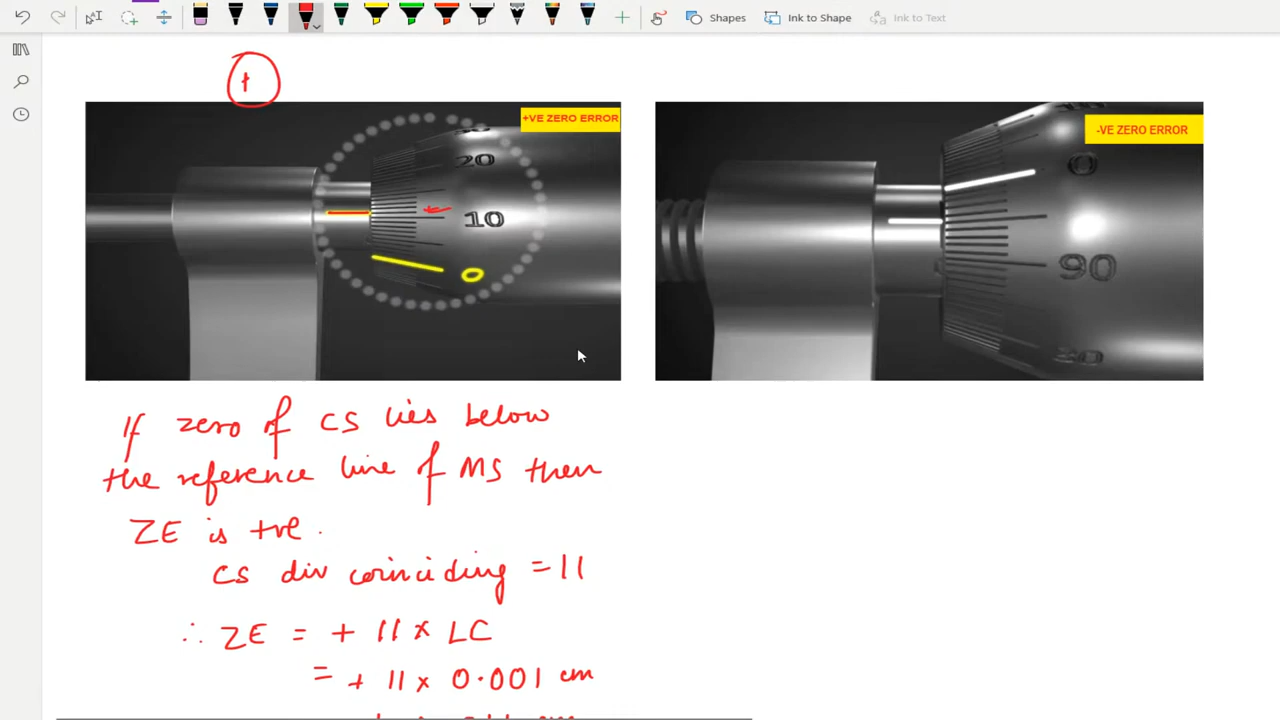 Shapes
Ink to Shape
Ink to Text
+
+VE ZERO ERROR
20
10
0
-VE ZERO ERROR
0
90
80
If zero of CS lies below
the reference line of MS then
ZE is +ve.
CS div coinciding = 11
∴ ZE = + 11 x LC
= + 11 x 0.001 cm